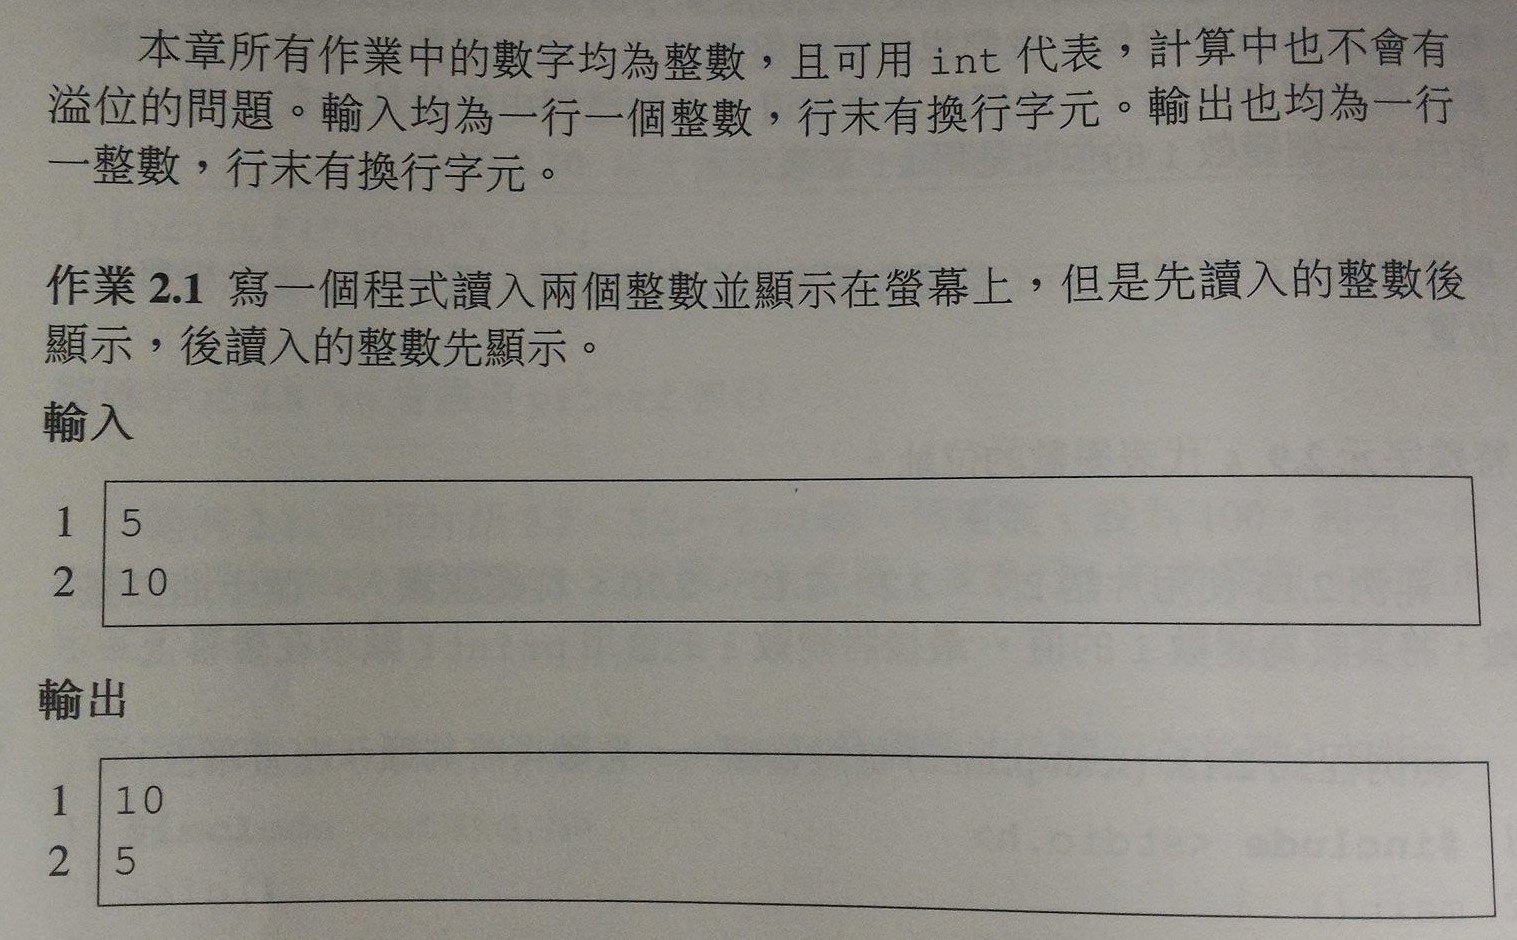 本章所有作業中的數字均為整數，且可用 int 代表，計算中也不會有
溢位的問題。輸入均為一行一個整數，行末有換行字元。輸出也均為一行
一整數，行末有換行字元。
作業 2.1 寫一個程式讀入兩個整數並顯示在螢幕上，但是先讀入的整數後
顯示，後讀入的整數先顯示。
輸入
1 5
2 10
輸出
1 10
2 5